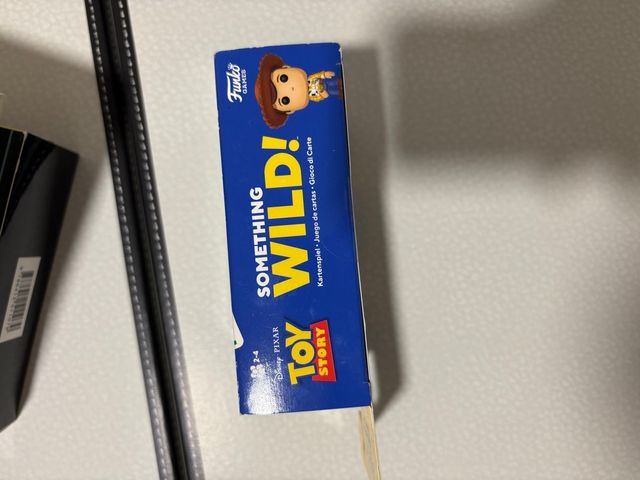 Funko
GAMES
SOMETHING
WILD!
Kartenspiel • Juego de cartas • Gioco di Carte
2-4
Disney PIXAR
TOY
STORY